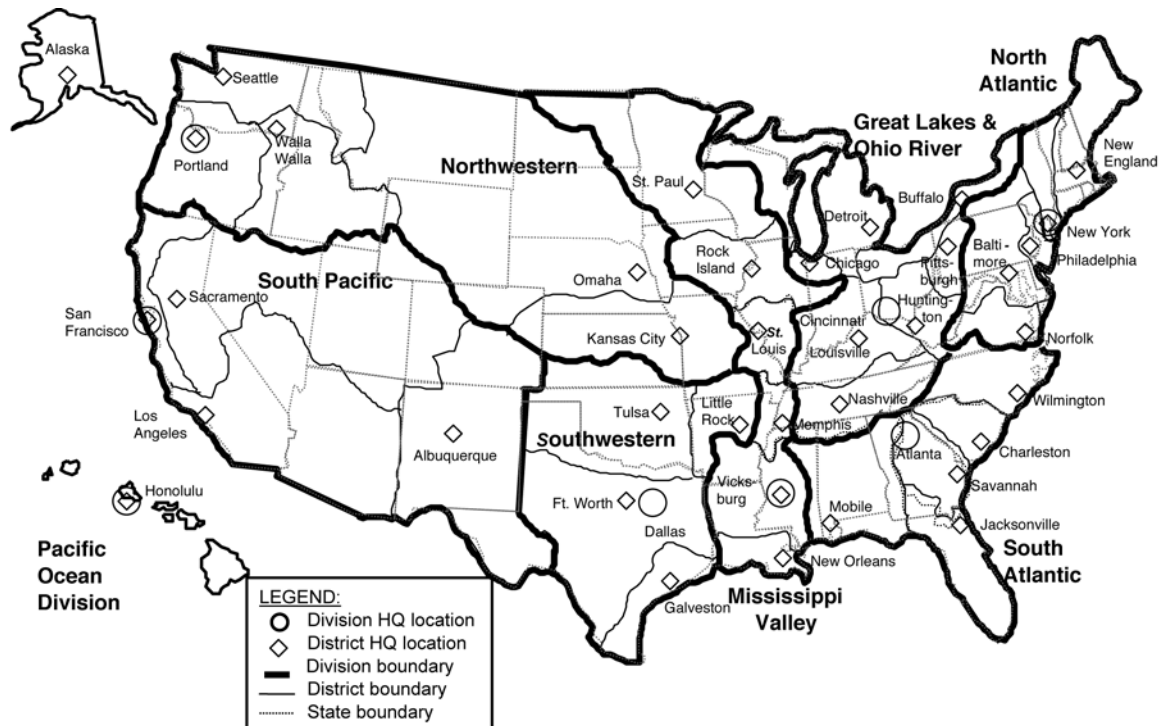 Alaska
Seattle
Portland
Walla
Walla
Northwestern
St. Paul
North
Atlantic
Great Lakes &
Ohio River
New
England
Buffalo
Detroit
New York
Philadelphia
Balti-
more
Pitts-
burgh
Chicago
Rock
Island
Omaha
South Pacific
Sacramento
San
Francisco
Kansas City
St.
Louis
Cincinnati
Louisville
Hunting-
ton
Norfolk
Los
Angeles
Albuquerque
Tulsa
Southwestern
Little
Rock
Memphis
Nashville
Wilmington
Atlanta
Charleston
Savannah
Jacksonville
South
Atlantic
Mobile
Vicks-
burg
New Orleans
Mississippi
Valley
Ft. Worth
Dallas
Galveston
Honolulu
Pacific
Ocean
Division
LEGEND:
Division HQ location
District HQ location
Division boundary
District boundary
State boundary